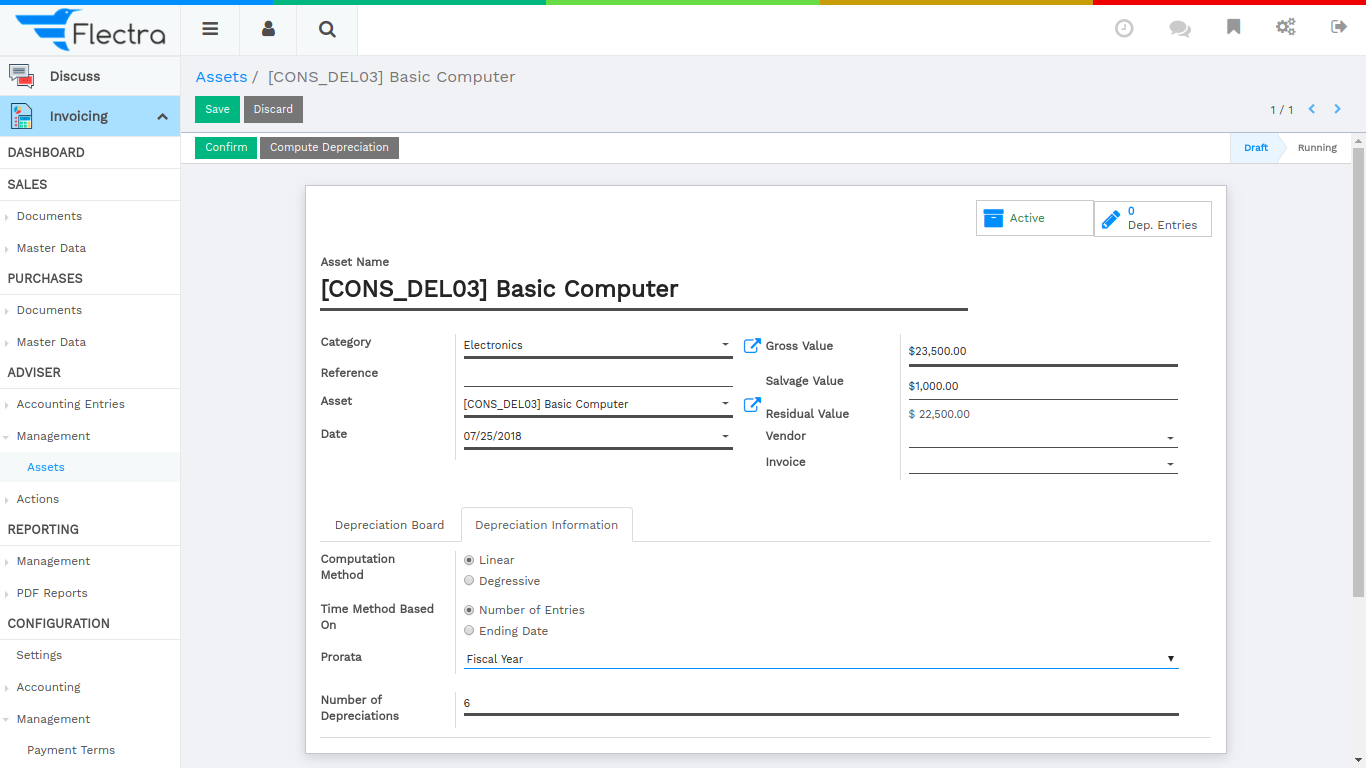 Flectra
Discuss
Invoicing
DASHBOARD
SALES
Documents
Master Data
PURCHASES
Documents
Master Data
ADVISER
Accounting Entries
Management
Assets
Actions
REPORTING
Management
PDF Reports
CONFIGURATION
Settings
Accounting
Management
Payment Terms
Assets / [CONS_DEL03] Basic Computer
Save Discard
1 / 1
Confirm Compute Depreciation
Draft Running
Active
0
Dep. Entries
Asset Name
[CONS_DEL03] Basic Computer
Category Electronics
Reference
Asset [CONS_DEL03] Basic Computer
Date 07/25/2018
Gross Value $23,500.00
Salvage Value $1,000.00
Residual Value $ 22,500.00
Vendor
Invoice
Depreciation Board Depreciation Information
Computation
Method
Linear
Degressive
Time Method Based
On
Number of Entries
Ending Date
Prorata Fiscal Year
Number of
Depreciations
6